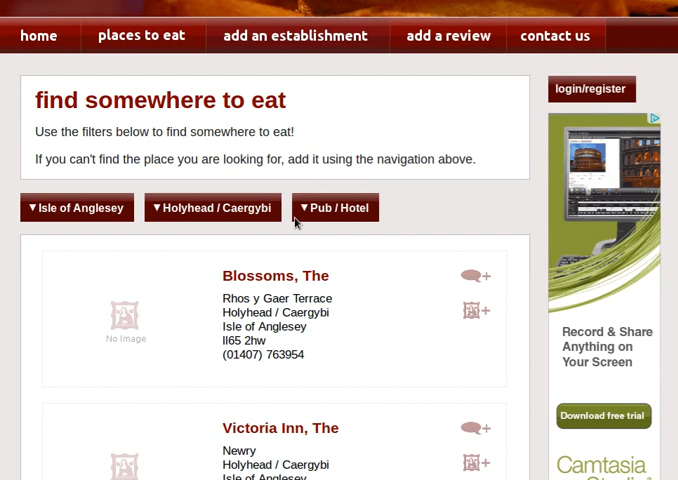 home
places to eat
add an establishment
add a review
contact us
find somewhere to eat
Use the filters below to find somewhere to eat!
If you can't find the place you are looking for, add it using the navigation above.
login/register
▼Isle of Anglesey
▼Holyhead / Caergybi
▼Pub / Hotel
No Image
Blossoms, The
Rhos y Gaer Terrace
Holyhead / Caergybi
Isle of Anglesey
ll65 2hw
(01407) 763954
Victoria Inn, The
Newry
Holyhead / Caergybi
Isle of Anglesey
Record & Share
Anything on
Your Screen
Download free trial
Camtasia
Studio